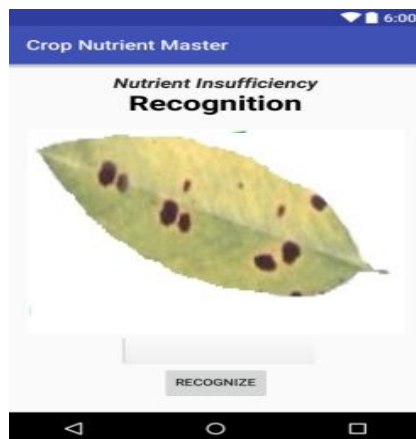 6:00
Crop Nutrient Master
Nutrient Insufficiency
Recognition
RECOGNIZE